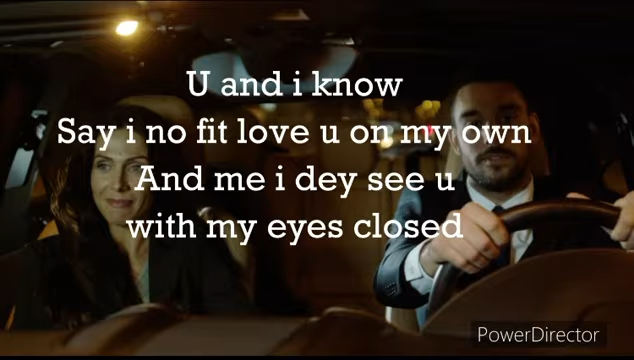 U and i know
Say i no fit love u on my own
And me i dey see u
with my eyes closed
PowerDirector